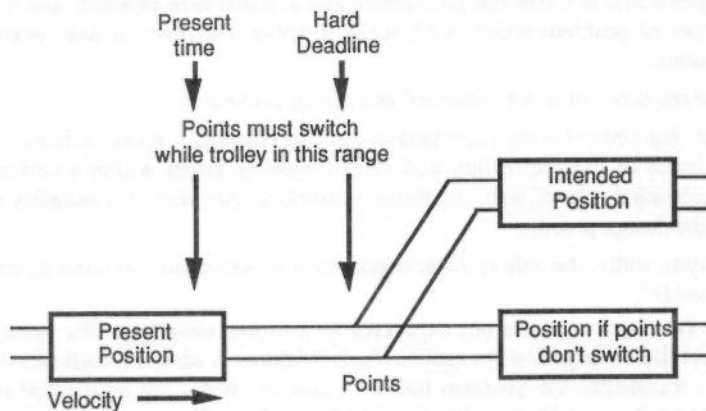 Present
time
Hard
Deadline
Points must switch
while trolley in this range
Intended
Position
Present
Position
Position if points
don't switch
Points
Velocity